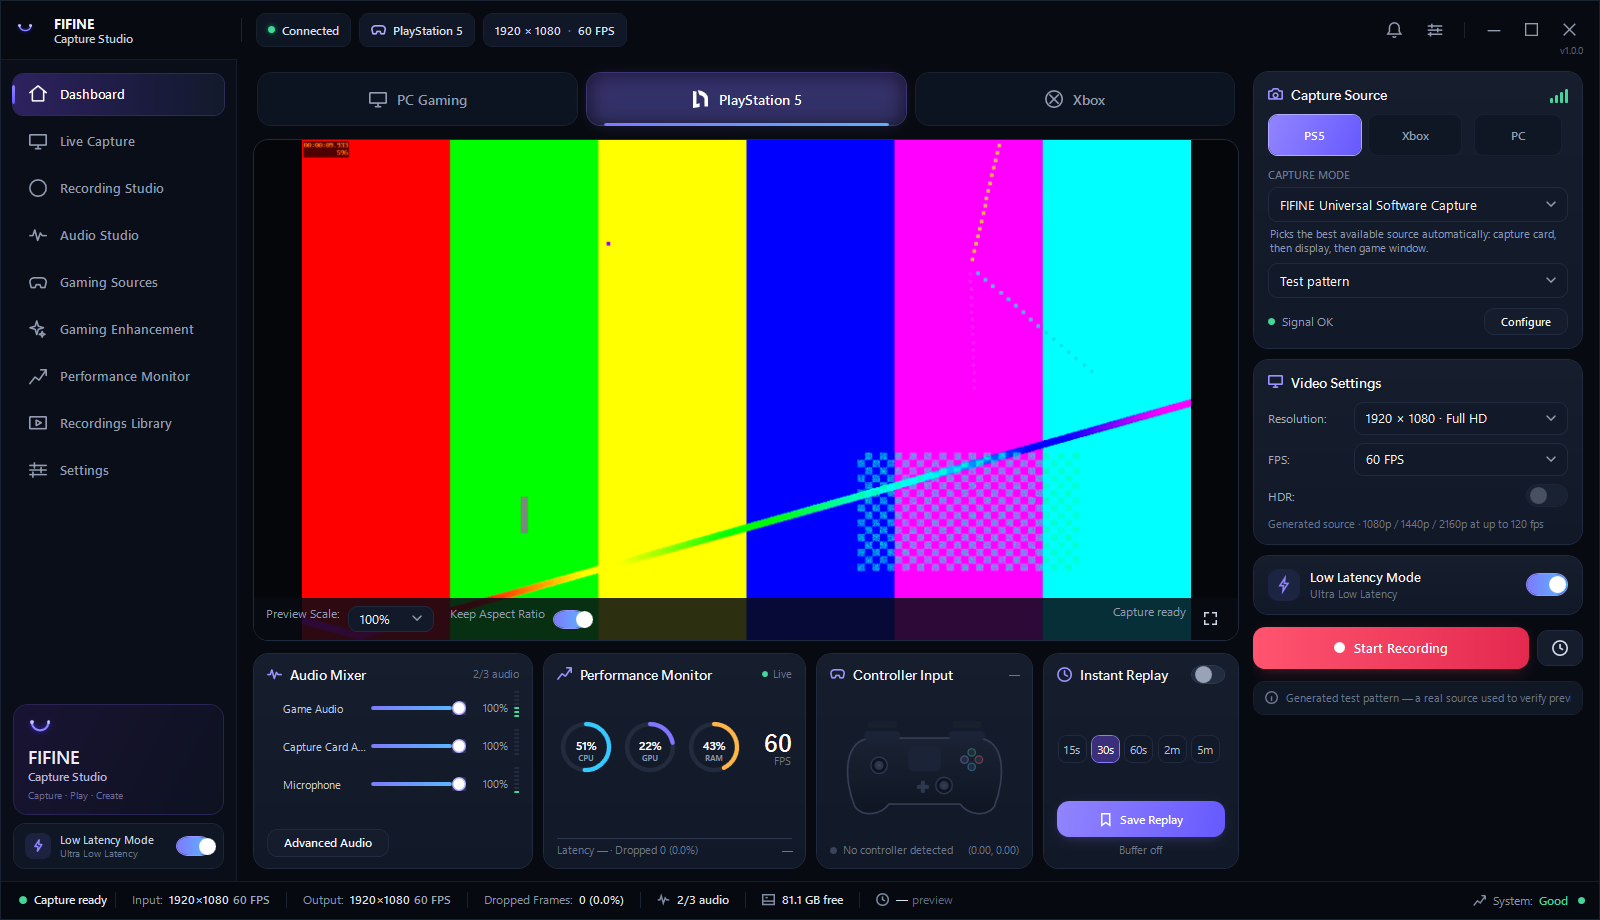 FIFINE
Capture Studio
Connected
PlayStation 5
1920 × 1080 · 60 FPS
v1.0.0
Dashboard
Live Capture
Recording Studio
Audio Studio
Gaming Sources
Gaming Enhancement
Performance Monitor
Recordings Library
Settings
FIFINE
Capture Studio
Capture · Play · Create
Low Latency Mode
Ultra Low Latency
PC Gaming
PlayStation 5
Xbox
00:00:09.933
596
Preview Scale:
100%
Keep Aspect Ratio
Capture ready
Audio Mixer
2/3 audio
Game Audio
100%
Capture Card A...
100%
Microphone
100%
Advanced Audio
Performance Monitor
Live
51%
CPU
22%
GPU
43%
RAM
60
FPS
Latency — · Dropped 0 (0.0%)
—
Controller Input
—
No controller detected
(0.00, 0.00)
Instant Replay
15s
30s
60s
2m
5m
Save Replay
Buffer off
Capture Source
PS5
Xbox
PC
CAPTURE MODE
FIFINE Universal Software Capture
Picks the best available source automatically: capture card,
then display, then game window.
Test pattern
Signal OK
Configure
Video Settings
Resolution:
1920 × 1080 · Full HD
FPS:
60 FPS
HDR:
Generated source · 1080p / 1440p / 2160p at up to 120 fps
Low Latency Mode
Ultra Low Latency
Start Recording
Generated test pattern — a real source used to verify prev
Capture ready
Input: 1920×1080 60 FPS
Output: 1920×1080 60 FPS
Dropped Frames: 0 (0.0%)
2/3 audio
81.1 GB free
— preview
System: Good